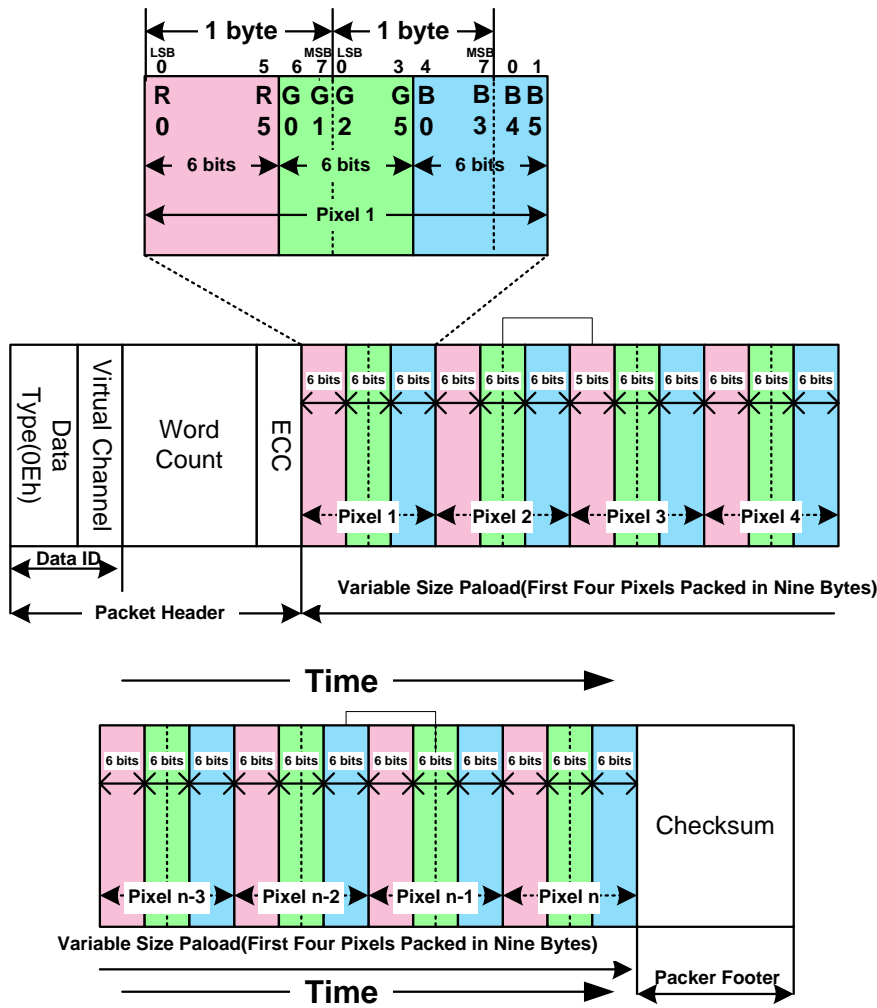 1 byte 1 byte
LSB MSB LSB MSB
0 5 6 7 0 3 4 7 0 1
R R G G G G B B B B
0 5 0 1 2 5 0 3 4 5
6 bits 6 bits 6 bits
Pixel 1
Data Type(0Eh)
Virtual Channel
Word Count
ECC
6 bits 6 bits 6 bits 6 bits 6 bits 6 bits 5 bits 6 bits 6 bits 6 bits 6 bits 6 bits
Pixel 1 Pixel 2 Pixel 3 Pixel 4
Data ID
Variable Size Paload(First Four Pixels Packed in Nine Bytes)
Packet Header
Time
6 bits 6 bits 6 bits 6 bits 6 bits 6 bits 6 bits 6 bits 6 bits 6 bits 6 bits 6 bits
Checksum
Pixel n-3 Pixel n-2 Pixel n-1 Pixel n
Variable Size Paload(First Four Pixels Packed in Nine Bytes)
Packer Footer
Time